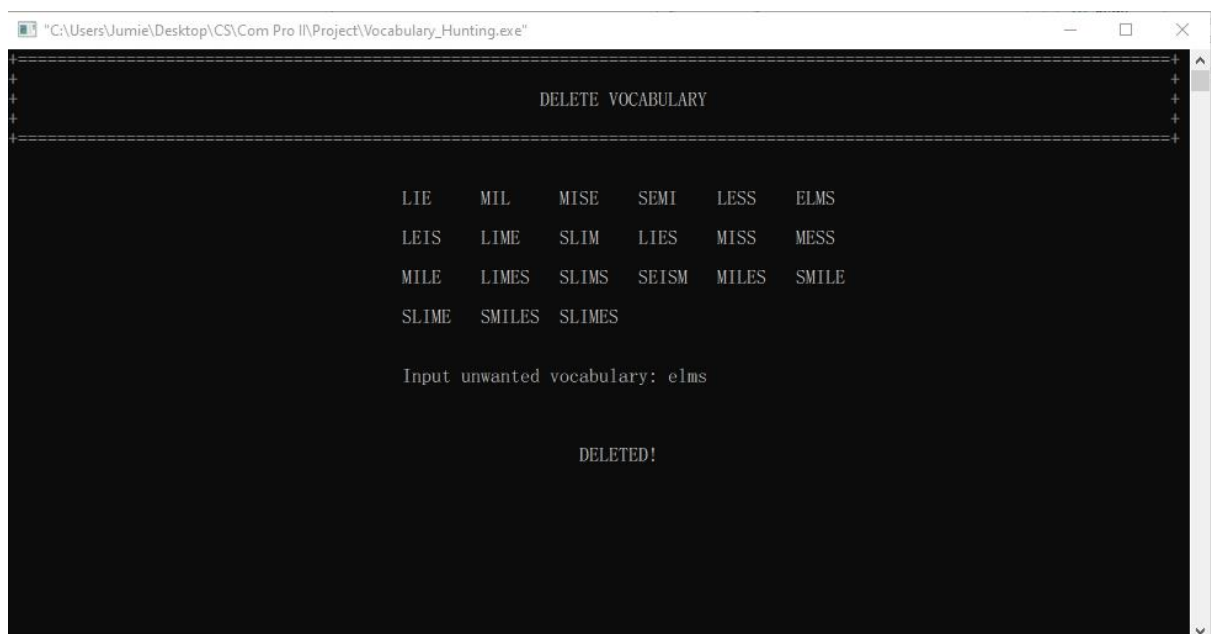 "C:\Users\Jumie\Desktop\CS\Com Pro II\Project\Vocabulary_Hunting.exe"
+======================================================================================================================+
+ +
+ DELETE VOCABULARY +
+ +
+======================================================================================================================+
LIE MIL MISE SEMI LESS ELMS
LEIS LIME SLIM LIES MISS MESS
MILE LIMES SLIMS SEISM MILES SMILE
SLIME SMILES SLIMES
Input unwanted vocabulary: elms
DELETED!